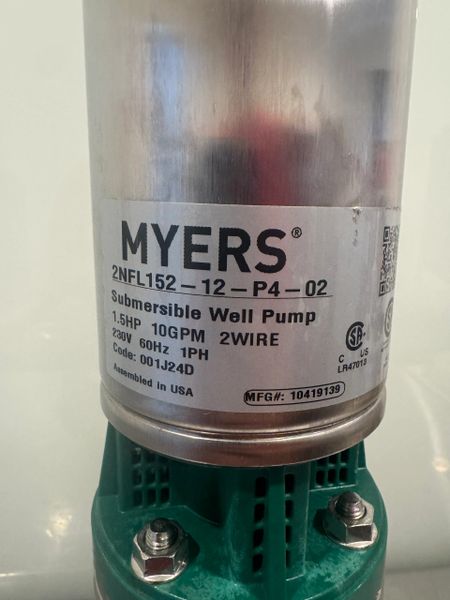 MYERS®
2NFL152-12-P4-02
Submersible Well Pump
1.5HP 10GPM 2WIRE
230V 60Hz 1PH
Code: 001J24D
Assembled in USA
C US
LR47013
MFG#: 10419139